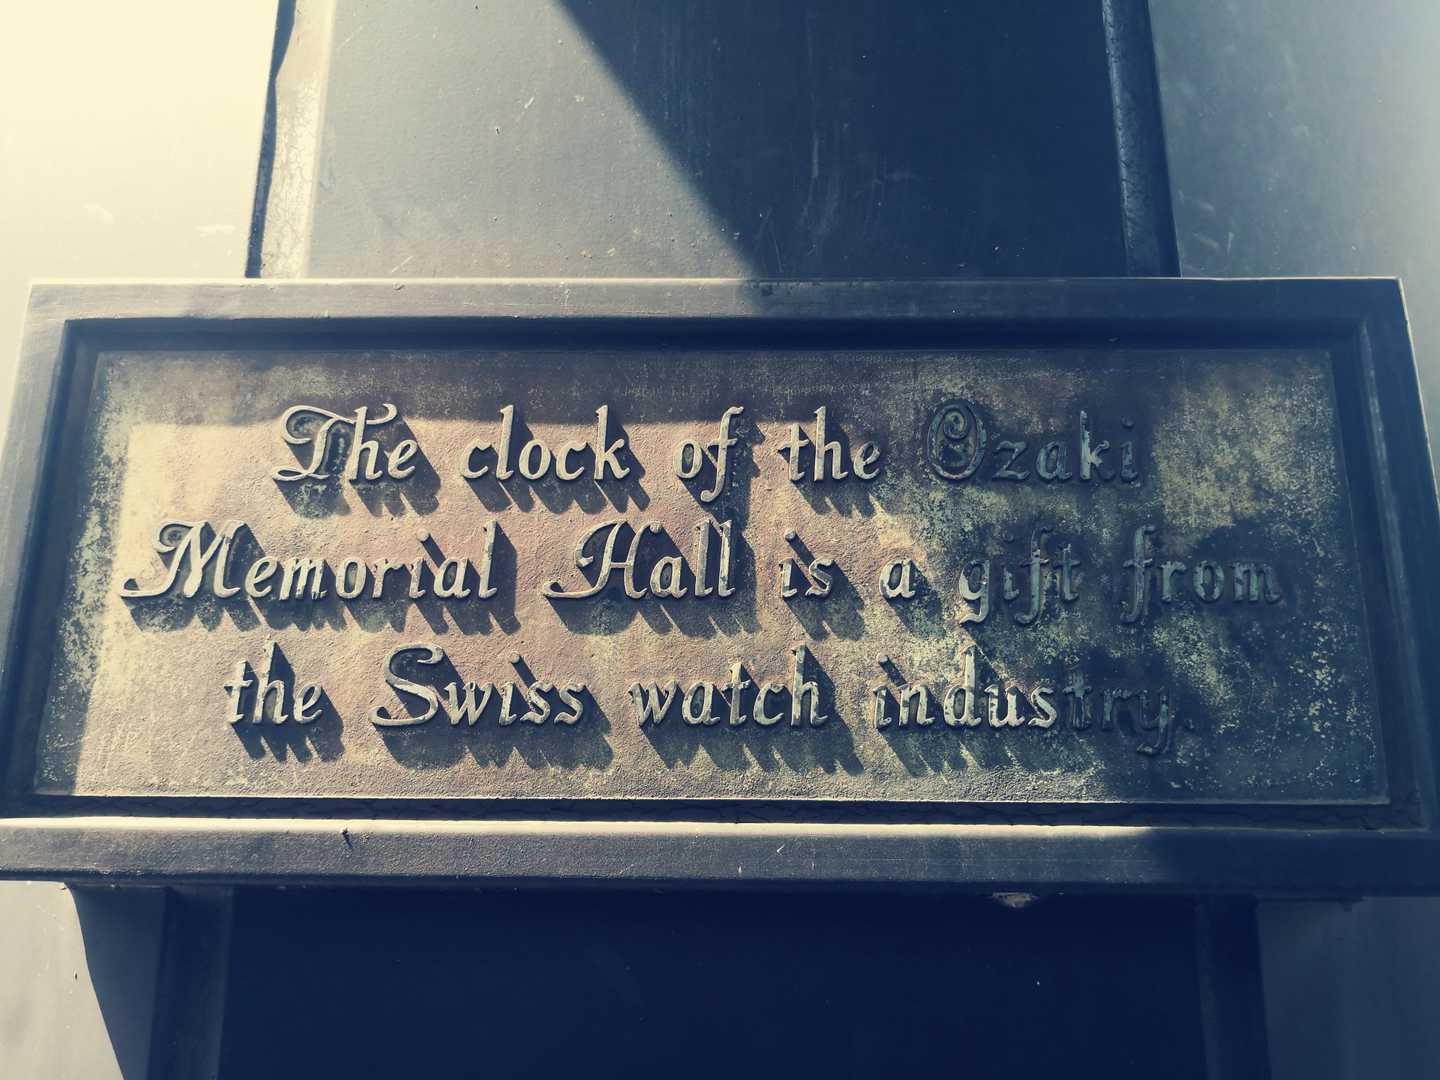 The clock of the Ozaki
Memorial Hall is a gift from
the Swiss watch industry.